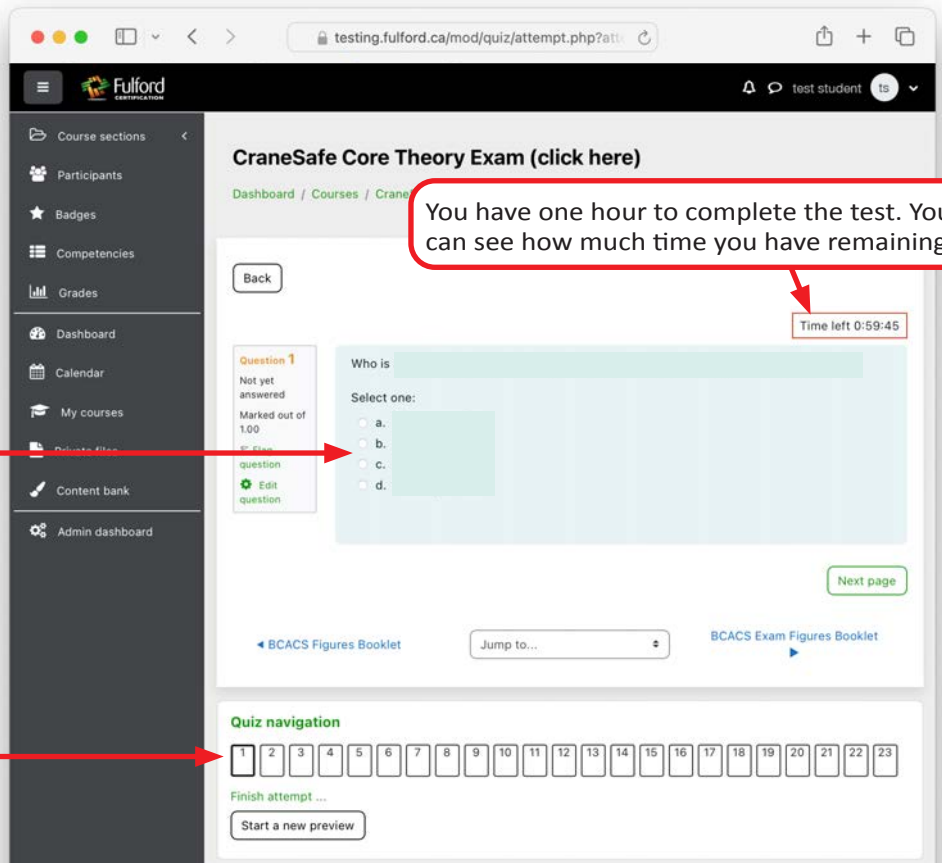 testing.fulford.ca/mod/quiz/attempt.php?att
Fulford
CERTIFICATION
test student
ts
Course sections
Participants
Badges
Competencies
Grades
Dashboard
Calendar
My courses
Private files
Content bank
Admin dashboard
CraneSafe Core Theory Exam (click here)
Dashboard / Courses / Crane
You have one hour to complete the test. You
can see how much time you have remaining
Back
Time left 0:59:45
Question 1
Not yet
answered
Marked out of
1.00
Flag
question
Edit
question
Who is
Select one:
a.
b.
c.
d.
Next page
◄ BCACS Figures Booklet
Jump to...
BCACS Exam Figures Booklet
►
Quiz navigation
1 2 3 4 5 6 7 8 9 10 11 12 13 14 15 16 17 18 19 20 21 22 23
Finish attempt ...
Start a new preview